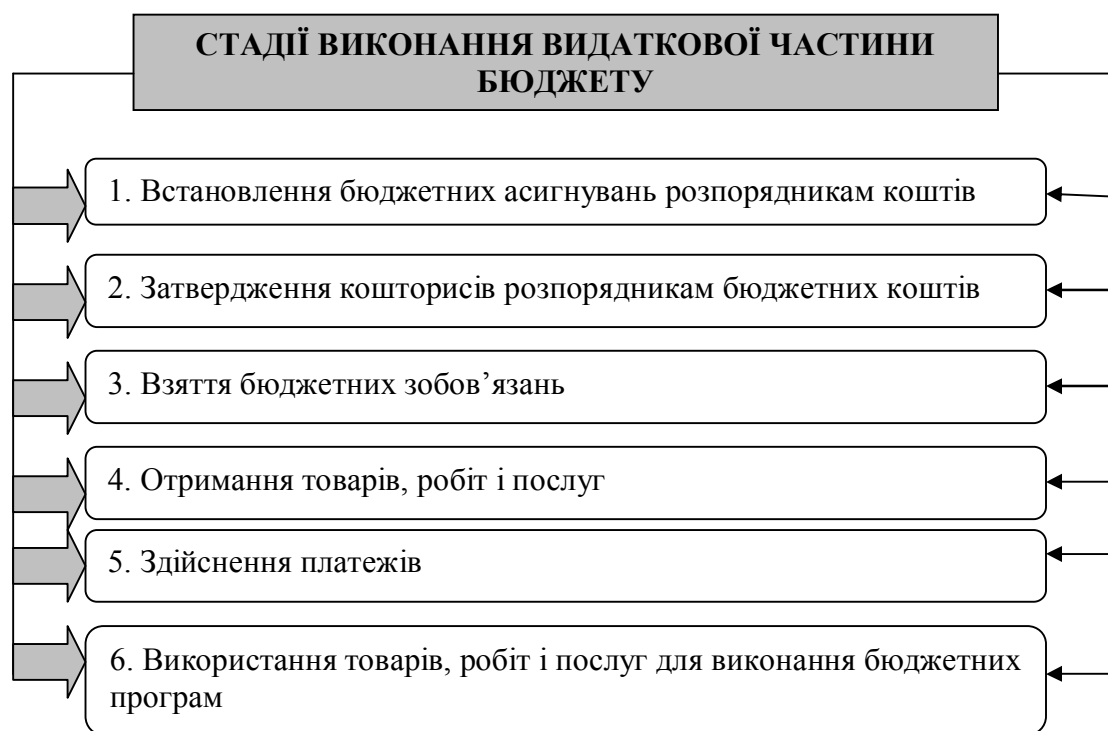 СТАДІЇ ВИКОНАННЯ ВИДАТКОВОЇ ЧАСТИНИ
БЮДЖЕТУ
1. Встановлення бюджетних асигнувань розпорядникам коштів
2. Затвердження кошторисів розпорядникам бюджетних коштів
3. Взяття бюджетних зобов’язань
4. Отримання товарів, робіт і послуг
5. Здійснення платежів
6. Використання товарів, робіт і послуг для виконання бюджетних
програм